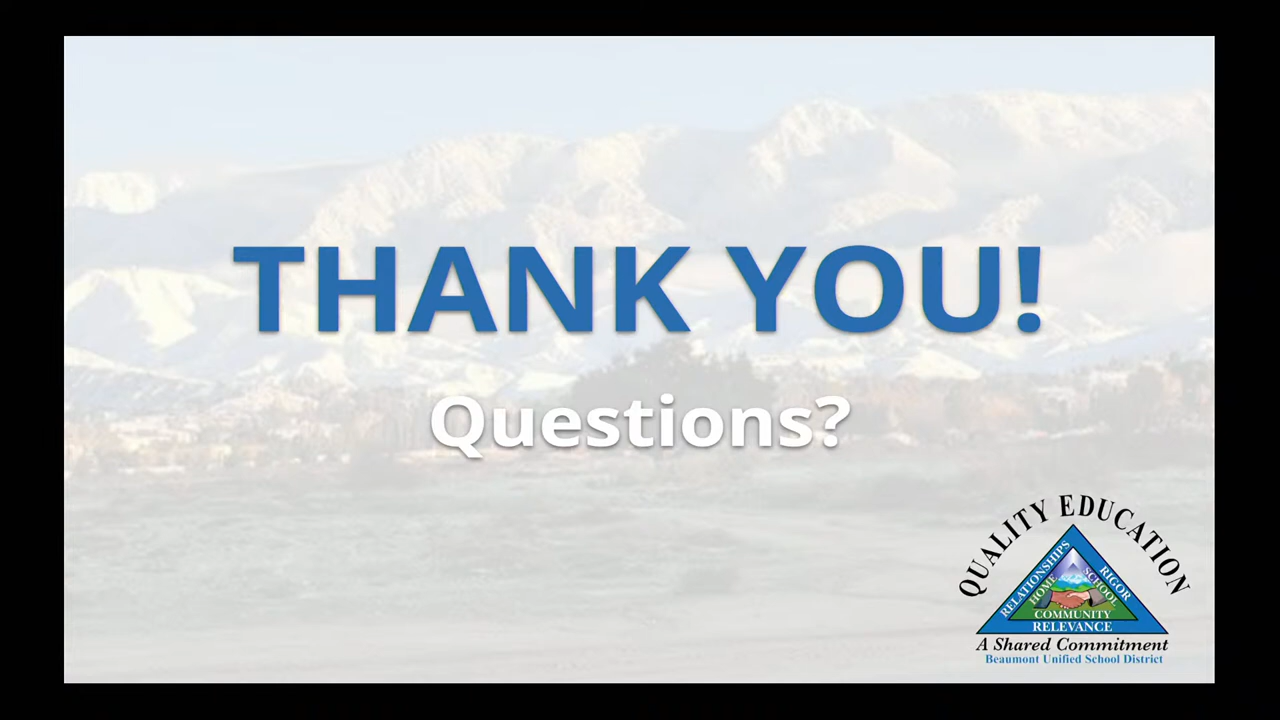 THANK YOU!
Questions?
QUALITY EDUCATION
RELATIONSHIPS
RIGOR
HOME
SCHOOL
COMMUNITY
RELEVANCE
A Shared Commitment
Beaumont Unified School District